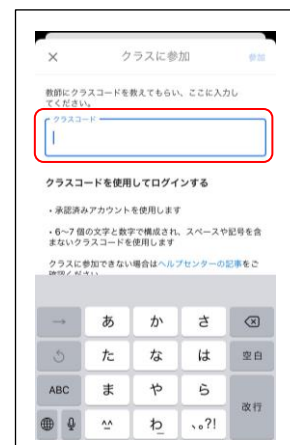 × クラスに参加 参加
教師にクラスコードを教えてもらい、ここに入力し
てください。
クラスコード
クラスコードを使用してログインする
・承認済みアカウントを使用します
・6～7 個の文字と数字で構成され、スペースや記号を含
まないクラスコードを使用します
クラスに参加できない場合はヘルプセンターの記事をご
確認ください
→ あ か さ
た な は 空白
ABC ま や ら
改行
^^ わ 、。?!